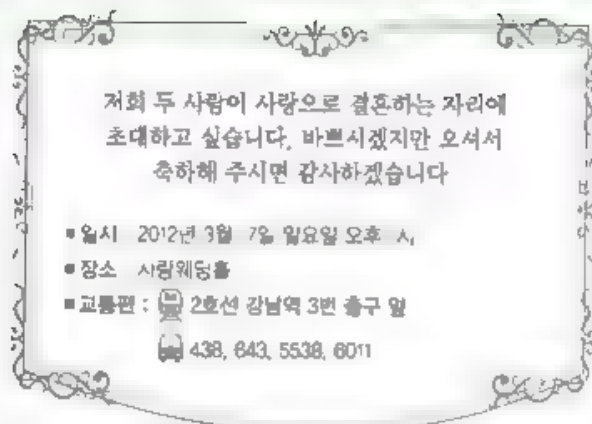 저희 두 사람이 사랑으로 결혼하는 자리에
초대하고 싶습니다. 바쁘시겠지만 오셔서
축하해 주시면 감사하겠습니다
■ 일시 2012년 3월 7일 일요일 오후
■ 장소 사랑웨딩홀
■ 교통편 : 2호선 강남역 3번 출구 옆
438, 643, 5538, 6011